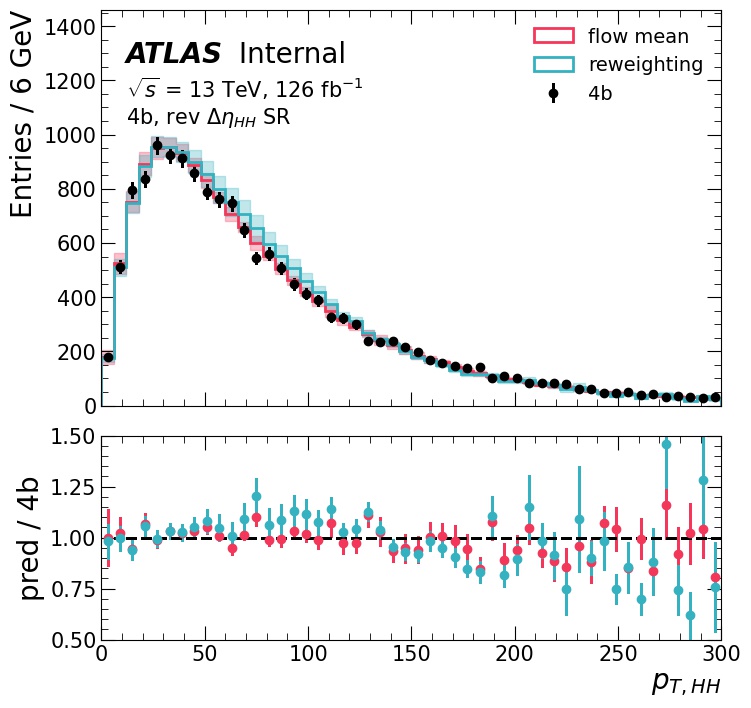 ATLAS Internal
√s = 13 TeV, 126 fb⁻¹
4b, rev Δη_HH SR
flow mean
reweighting
4b
Entries / 6 GeV
1400
1200
1000
800
600
400
200
0
pred / 4b
1.50
1.25
1.00
0.75
0.50
0 50 100 150 200 250 300
p_T, HH